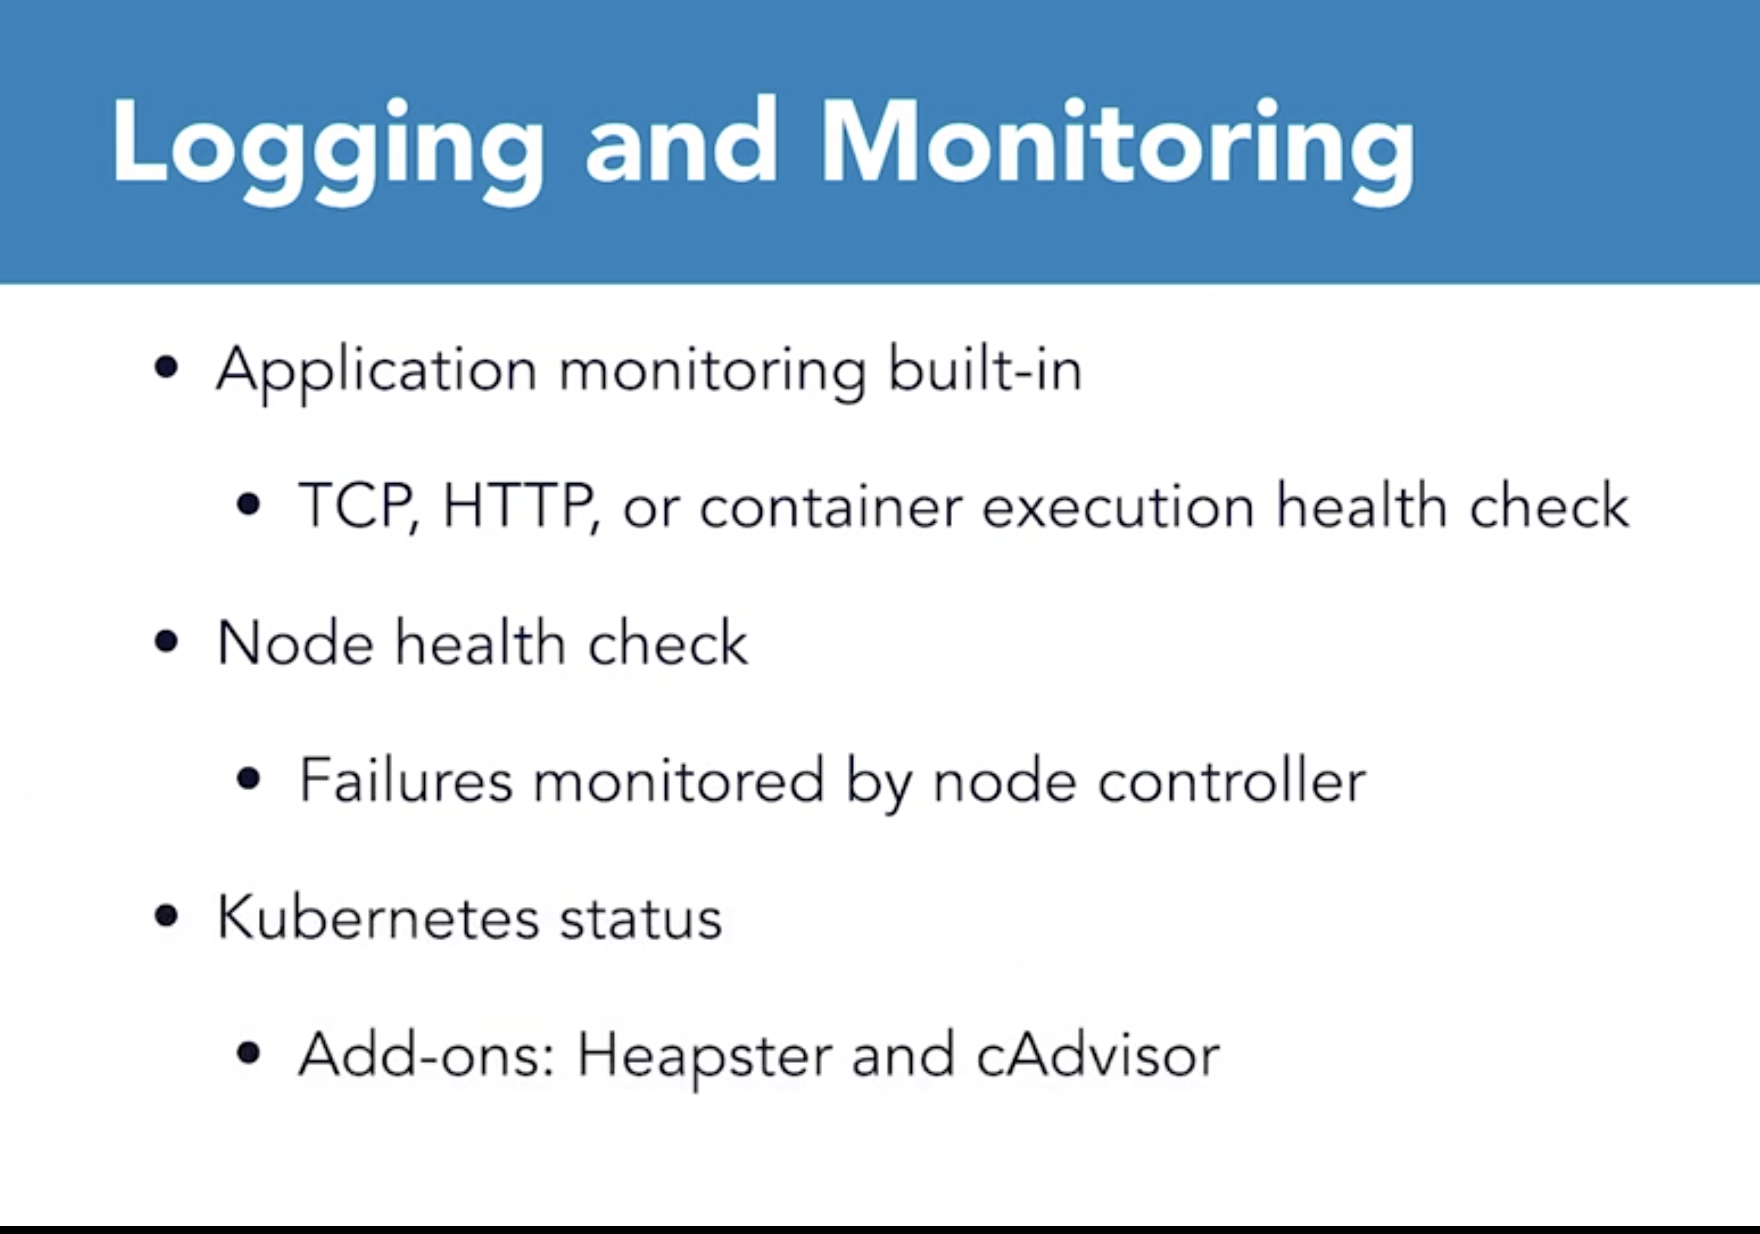 Logging and Monitoring
• Application monitoring built-in
• TCP, HTTP, or container execution health check
• Node health check
• Failures monitored by node controller
• Kubernetes status
• Add-ons: Heapster and cAdvisor